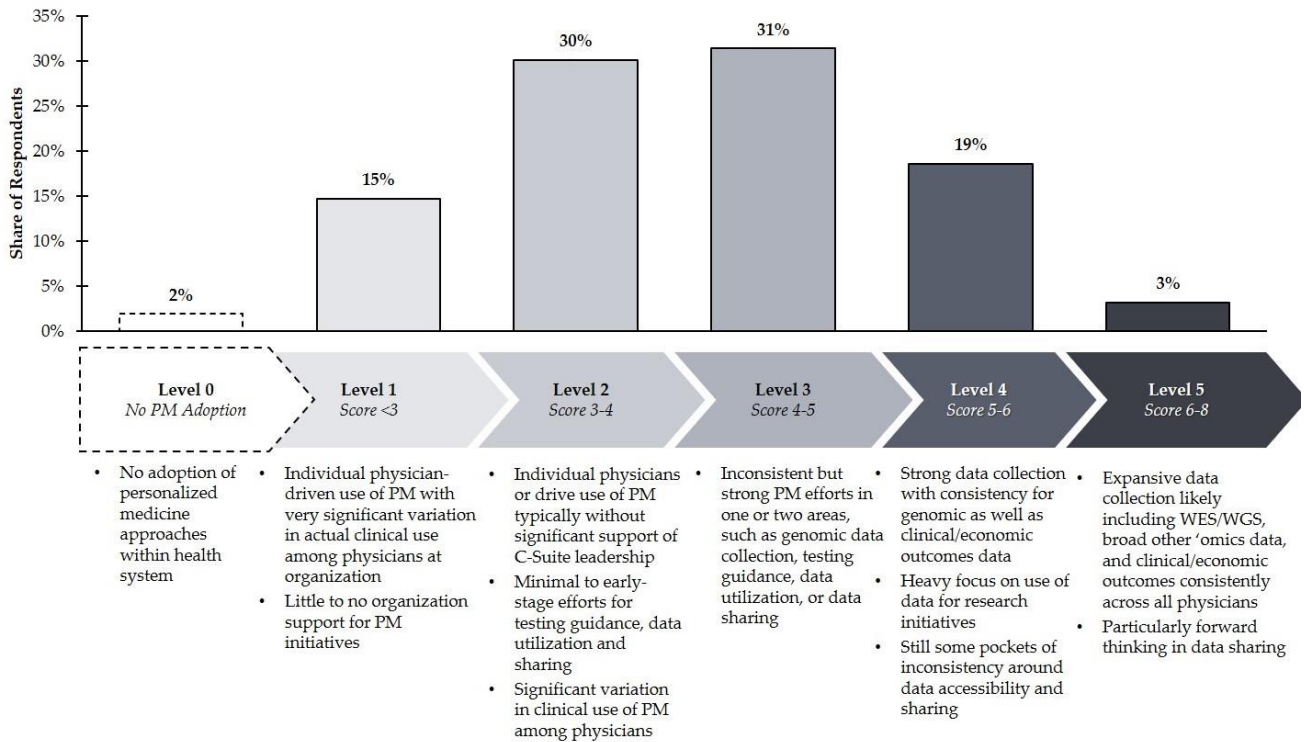 35%
30%
25%
20%
15%
10%
5%
0%
Share of Respondents
2%
15%
30%
31%
19%
3%
Level 0
No PM Adoption
Level 1
Score <3
Level 2
Score 3-4
Level 3
Score 4-5
Level 4
Score 5-6
Level 5
Score 6-8
• No adoption of
personalized
medicine
approaches
within health
system
• Individual physician-
driven use of PM with
very significant variation
in actual clinical use
among physicians at
organization
• Little to no organization
support for PM
initiatives
• Individual physicians
or drive use of PM
typically without
significant support of
C-Suite leadership
• Minimal to early-
stage efforts for
testing guidance, data
utilization and
sharing
• Significant variation
in clinical use of PM
among physicians
• Inconsistent but
strong PM efforts in
one or two areas,
such as genomic data
collection, testing
guidance, data
utilization, or data
sharing
• Strong data collection
with consistency for
genomic as well as
clinical/economic
outcomes data
• Heavy focus on use of
data for research
initiatives
• Still some pockets of
inconsistency around
data accessibility and
sharing
• Expansive data
collection likely
including WES/WGS,
broad other ‘omics data,
and clinical/economic
outcomes consistently
across all physicians
• Particularly forward
thinking in data sharing